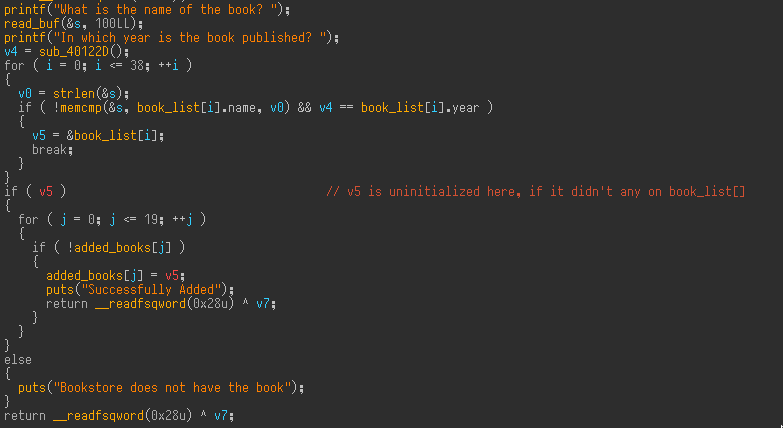 printf("What is the name of the book? ");
read_buf(&s, 100LL);
printf("In which year is the book published? ");
v4 = sub_40122D();
for ( i = 0; i <= 38; ++i )
{
  v0 = strlen(&s);
  if ( !memcmp(&s, book_list[i].name, v0) && v4 == book_list[i].year )
  {
    v5 = &book_list[i];
    break;
  }
}
if ( v5 ) // v5 is uninitialized here, if it didn't any on book_list[]
{
  for ( j = 0; j <= 19; ++j )
  {
    if ( !added_books[j] )
    {
      added_books[j] = v5;
      puts("Successfully Added");
      return __readfsqword(0x28u) ^ v7;
    }
  }
}
else
{
  puts("Bookstore does not have the book");
}
return __readfsqword(0x28u) ^ v7;